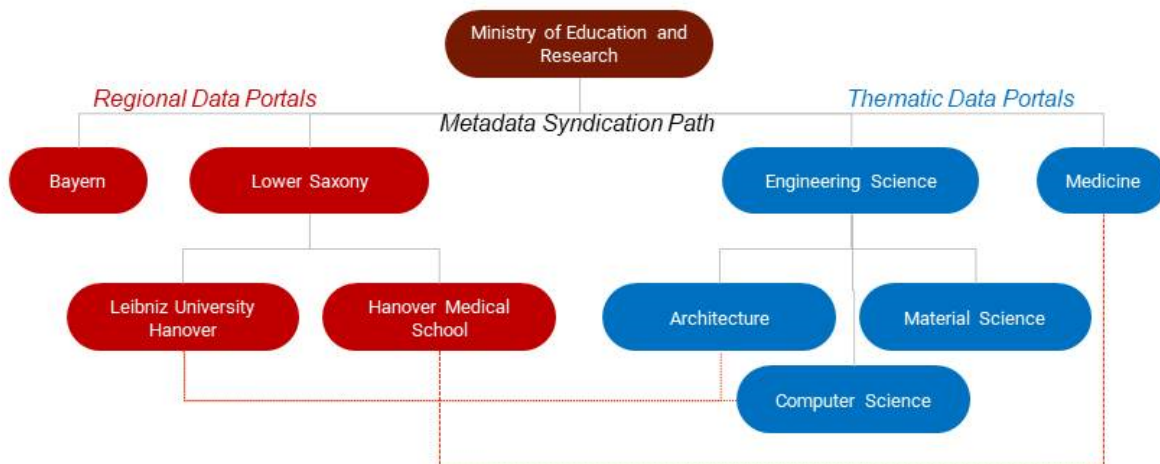 Ministry of Education and
Research
Regional Data Portals
Thematic Data Portals
Metadata Syndication Path
Bayern
Lower Saxony
Engineering Science
Medicine
Leibniz University
Hanover
Hanover Medical
School
Architecture
Material Science
Computer Science